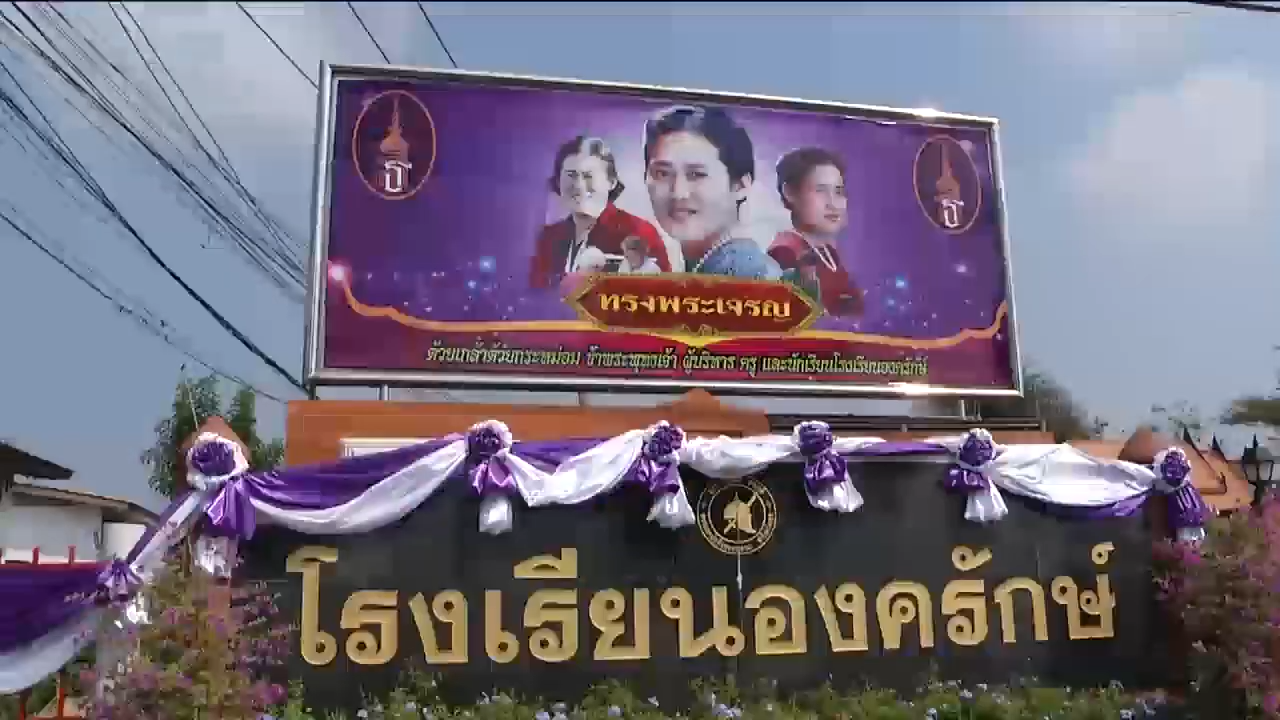 ธ
ธ
ทรงพระเจริญ
ด้วยเกล้าด้วยกระหม่อม ข้าพระพุทธเจ้า ผู้บริหาร ครู และนักเรียนโรงเรียนองครักษ์
โรงเรียนองครักษ์